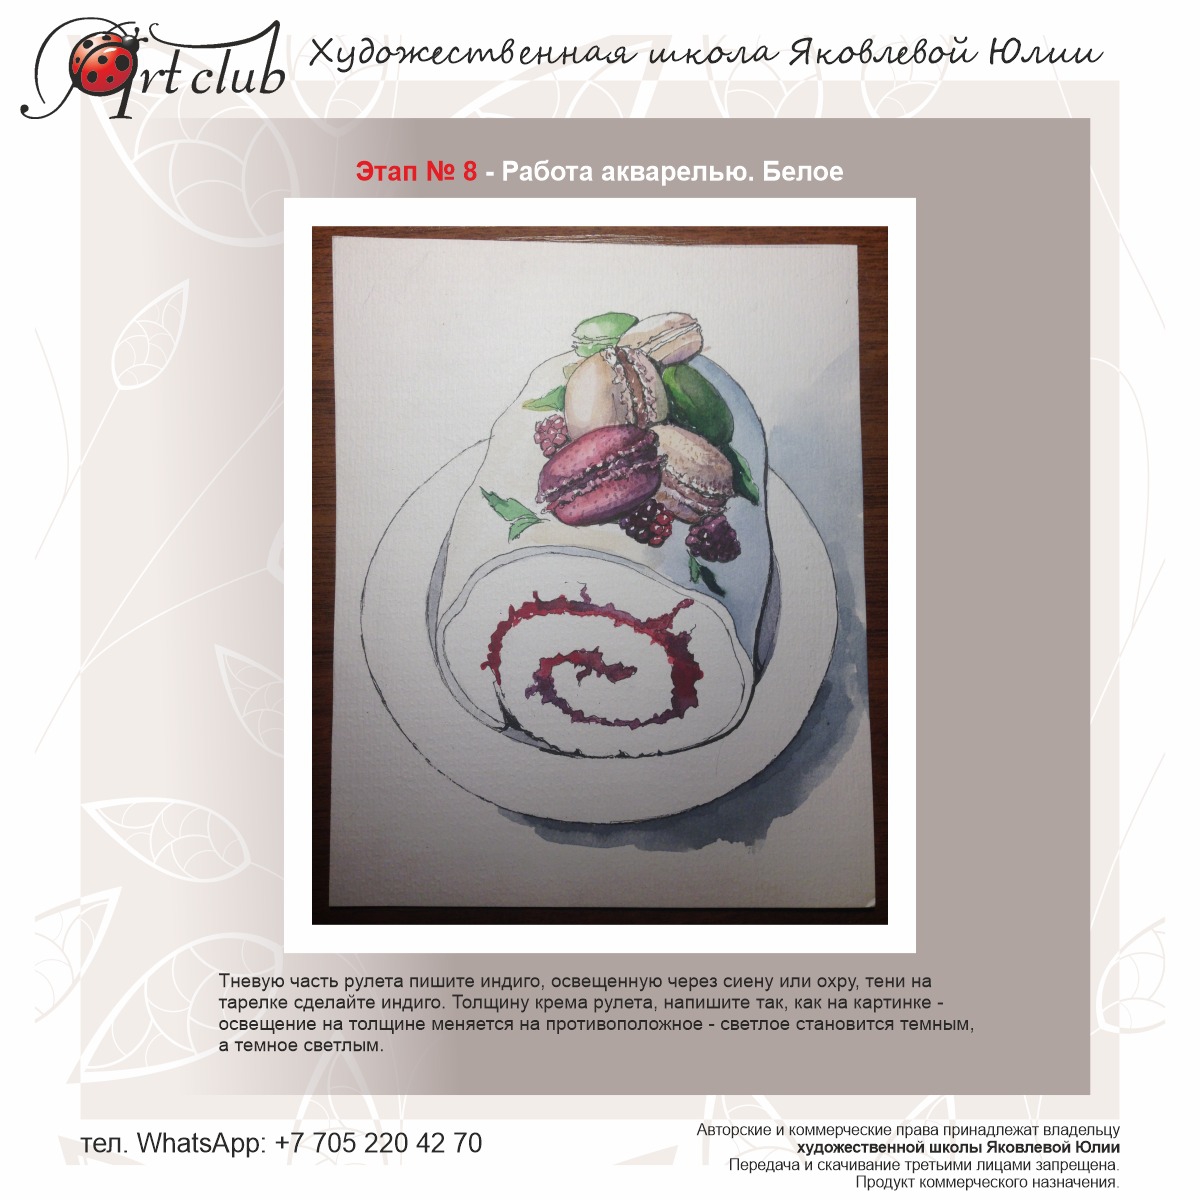 Art club
Художественная школа Яковлевой Юлии
Этап № 8 - Работа акварелью. Белое
Тневую часть рулета пишите индиго, освещенную через сиену или охру, тени на
тарелке сделайте индиго. Толщину крема рулета, напишите так, как на картинке -
освещение на толщине меняется на противоположное - светлое становится темным,
а темное светлым.
тел. WhatsApp: +7 705 220 42 70
Авторские и коммерческие права принадлежат владельцу
художественной школы Яковлевой Юлии
Передача и скачивание третьими лицами запрещена.
Продукт коммерческого назначения.